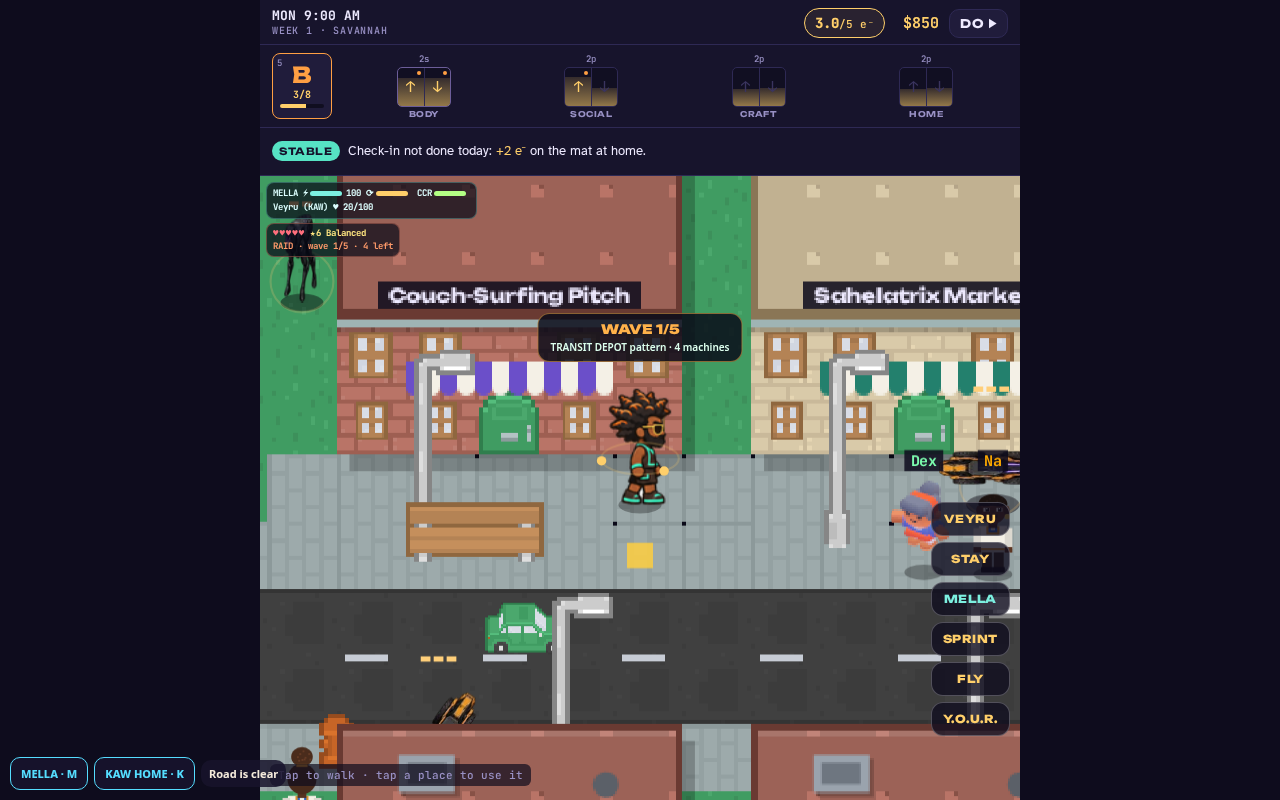 MON 9:00 AM
WEEK 1 · SAVANNAH
3.0/5 e⁻
$850
DO
5
B
3/8
2s
BODY
2p
SOCIAL
2p
CRAFT
2p
HOME
STABLE
Check-in not done today: +2 e⁻ on the mat at home.
MELLA ⚡ 100 ⟳ CCR
Veyru (KAW) ♥ 20/100
♥♥♥♥♥ ★6 Balanced
RAID · wave 1/5 · 4 left
Couch-Surfing Pitch
Sahelatrix Marke
WAVE 1/5
TRANSIT DEPOT pattern · 4 machines
Dex
Na
VEYRU
STAY
MELLA
SPRINT
FLY
Y.O.U.R.
MELLA · M
KAW HOME · K
Road is clear
ap to walk · tap a place to use it